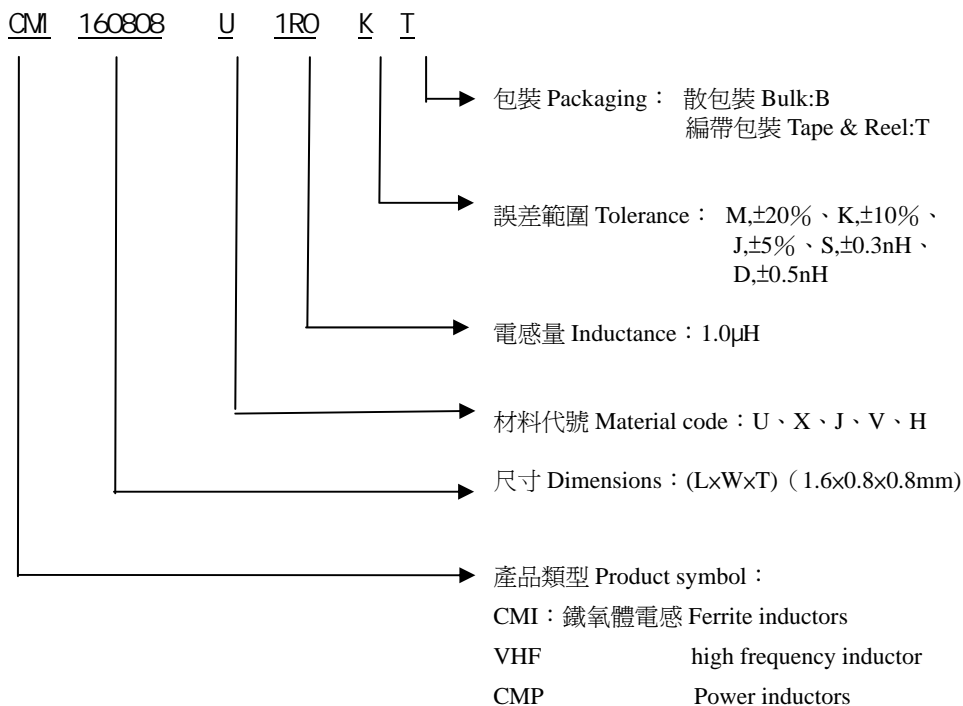 CMI 160808 U 1R0 K T
包裝 Packaging： 散包裝 Bulk:B
編帶包裝 Tape & Reel:T
誤差範圍 Tolerance： M,±20％、K,±10％、
J,±5％、S,±0.3nH、
D,±0.5nH
電感量 Inductance：1.0μH
材料代號 Material code：U、X、J、V、H
尺寸 Dimensions：(L×W×T)（1.6×0.8×0.8mm)
產品類型 Product symbol：
CMI：鐵氧體電感 Ferrite inductors
VHF high frequency inductor
CMP Power inductors